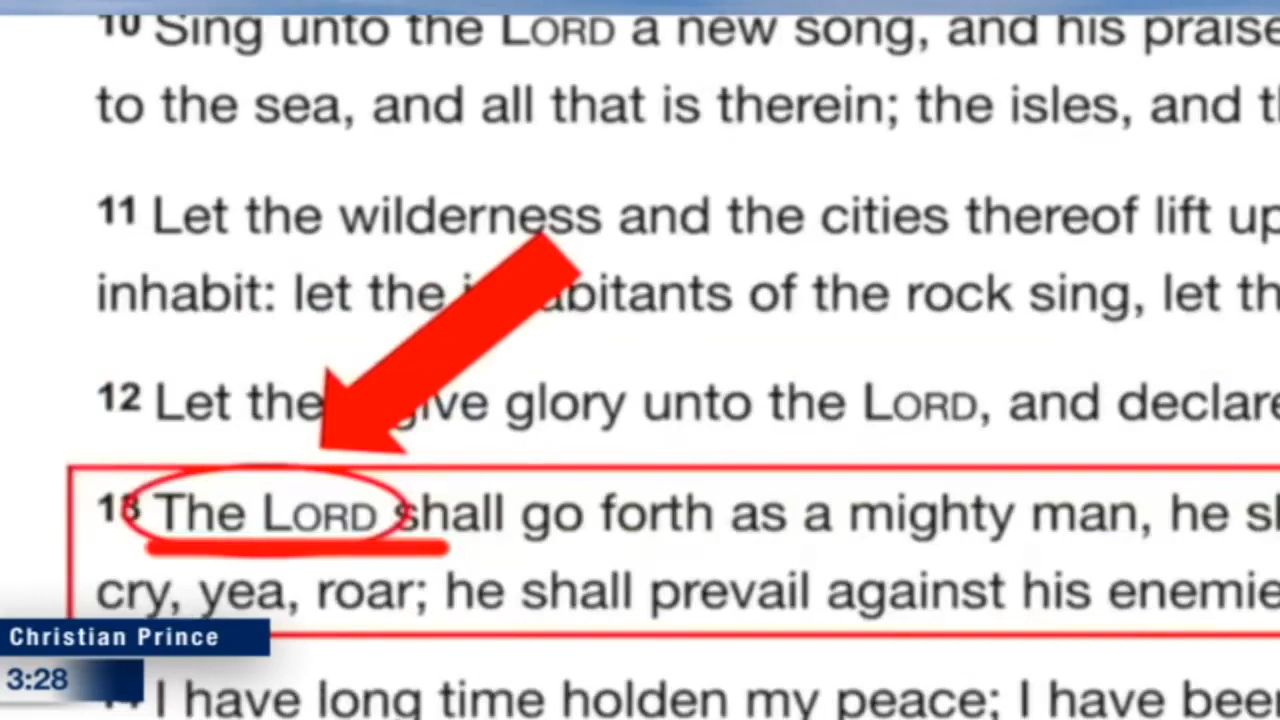 10 Sing unto the LORD a new song, and his praise
to the sea, and all that is therein; the isles, and t
11 Let the wilderness and the cities thereof lift up
inhabit: let the inhabitants of the rock sing, let th
12 Let the give glory unto the LORD, and declare
13 The LORD shall go forth as a mighty man, he s
cry, yea, roar; he shall prevail against his enemie
Christian Prince
3:28
14 I have long time holden my peace; I have bee